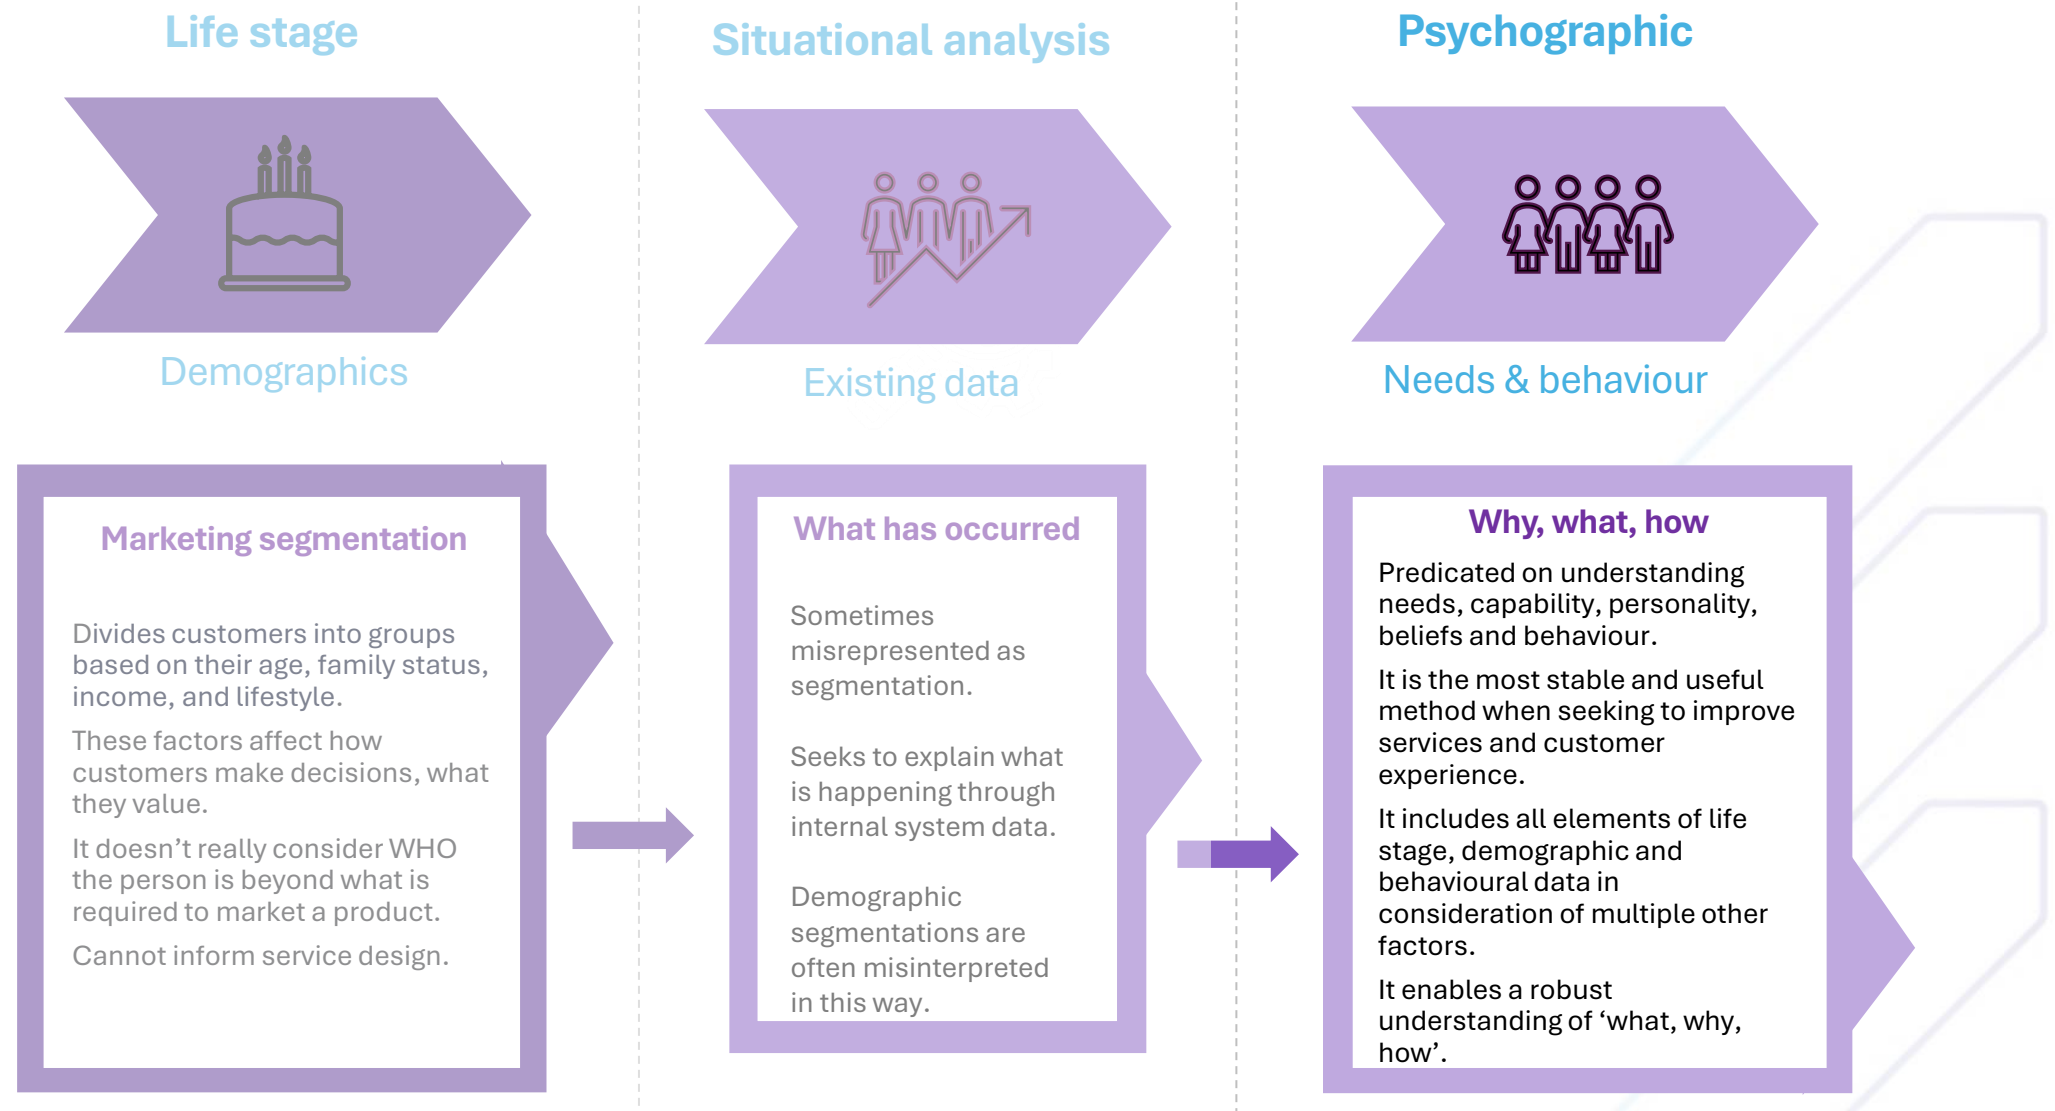 Life stage
Demographics
Marketing segmentation
Divides customers into groups
based on their age, family status,
income, and lifestyle.
These factors affect how
customers make decisions, what
they value.
It doesn’t really consider WHO
the person is beyond what is
required to market a product.
Cannot inform service design.
Situational analysis
Existing data
What has occurred
Sometimes
misrepresented as
segmentation.
Seeks to explain what
is happening through
internal system data.
Demographic
segmentations are
often misinterpreted
in this way.
Psychographic
Needs & behaviour
Why, what, how
Predicated on understanding
needs, capability, personality,
beliefs and behaviour.
It is the most stable and useful
method when seeking to improve
services and customer
experience.
It includes all elements of life
stage, demographic and
behavioural data in
consideration of multiple other
factors.
It enables a robust
understanding of ‘what, why,
how’.